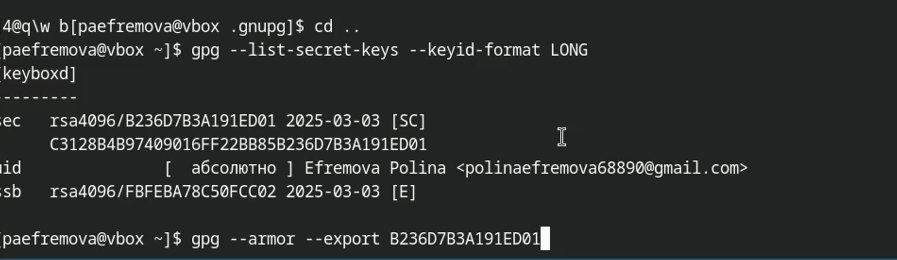 4@q\w b[paefremova@vbox .gnupg]$ cd ..
[paefremova@vbox ~]$ gpg --list-secret-keys --keyid-format LONG
[keyboxd]
---------
sec   rsa4096/B236D7B3A191ED01 2025-03-03 [SC]
      C3128B4B97409016FF22BB85B236D7B3A191ED01
uid              [  абсолютно ] Efremova Polina <polinaefremova68890@gmail.com>
ssb   rsa4096/FBFEBA78C50FCC02 2025-03-03 [E]
[paefremova@vbox ~]$ gpg --armor --export B236D7B3A191ED01